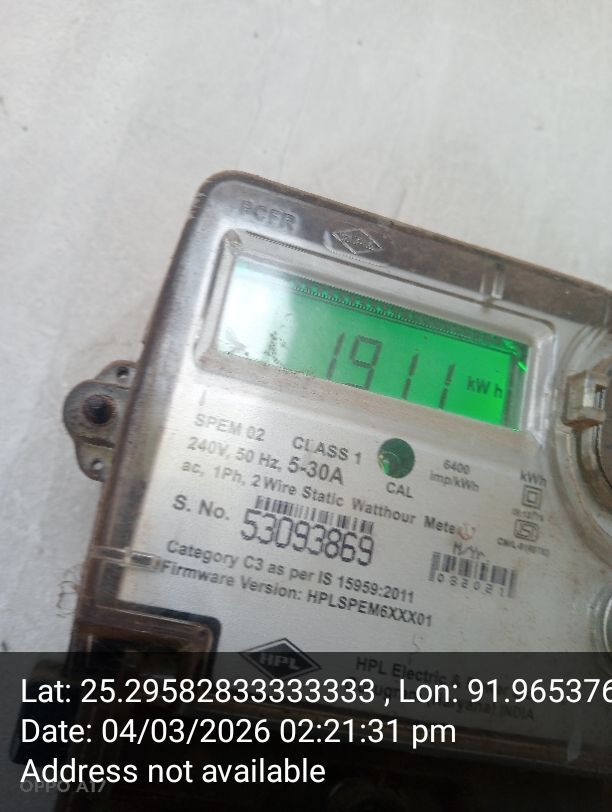 PCFR
1911 kWh
SPEM 02 CLASS 1
240V, 50 Hz, 5-30A
6400
imp/kWh
CAL
kWh
ac, 1Ph, 2 Wire Static Watthour Meter
S. No.
53093869
M/Yr.
082021
Category C3 as per IS 15959:2011
Firmware Version: HPLSPEM6XXX01
HPL
HPL Electric &
INDIA
Lat: 25.29582833333333 , Lon: 91.965376
Date: 04/03/2026 02:21:31 pm
Address not available
OPPO A17